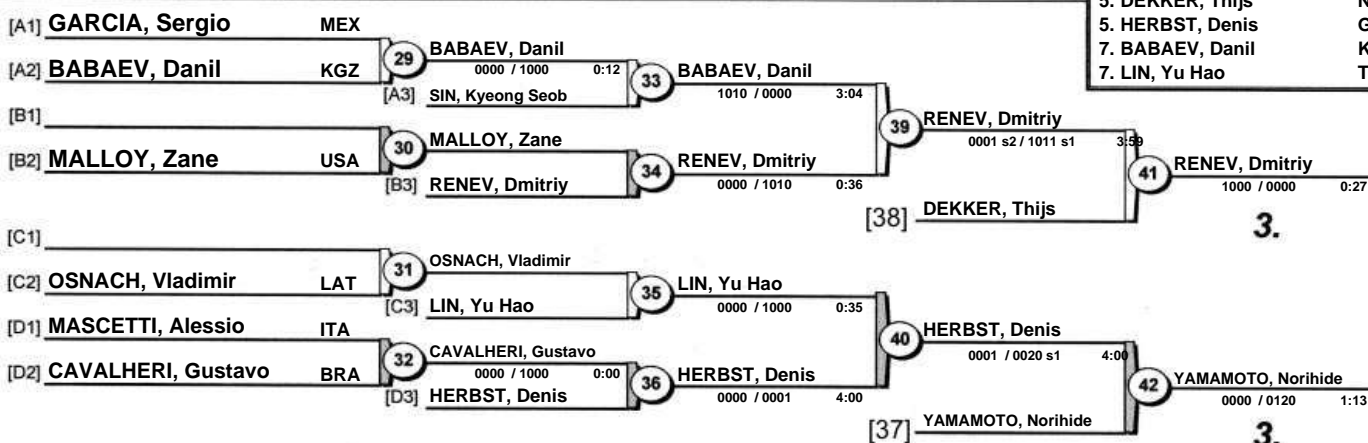 5. DEKKER, Thijs
5. HERBST, Denis G
7. BABAEV, Danil K
7. LIN, Yu Hao T
[A1] GARCIA, Sergio MEX
[A2] BABAEV, Danil KGZ
29
BABAEV, Danil
0000 / 1000 0:12
[A3] SIN, Kyeong Seob
33
BABAEV, Danil
1010 / 0000 3:04
[B1]
[B2] MALLOY, Zane USA
30
MALLOY, Zane
[B3] RENEV, Dmitriy
34
RENEV, Dmitriy
0000 / 1010 0:36
39
RENEV, Dmitriy
0001 s2 / 1011 s1 3:59
[38] DEKKER, Thijs
41
RENEV, Dmitriy
1000 / 0000 0:27
3.
[C1]
[C2] OSNACH, Vladimir LAT
31
OSNACH, Vladimir
[C3] LIN, Yu Hao
35
LIN, Yu Hao
0000 / 1000 0:35
[D1] MASCETTI, Alessio ITA
[D2] CAVALHERI, Gustavo BRA
32
CAVALHERI, Gustavo
0000 / 1000 0:00
[D3] HERBST, Denis
36
HERBST, Denis
0000 / 0001 4:00
40
HERBST, Denis
0001 / 0020 s1 4:00
[37] YAMAMOTO, Norihide
42
YAMAMOTO, Norihide
0000 / 0120 1:13
3.